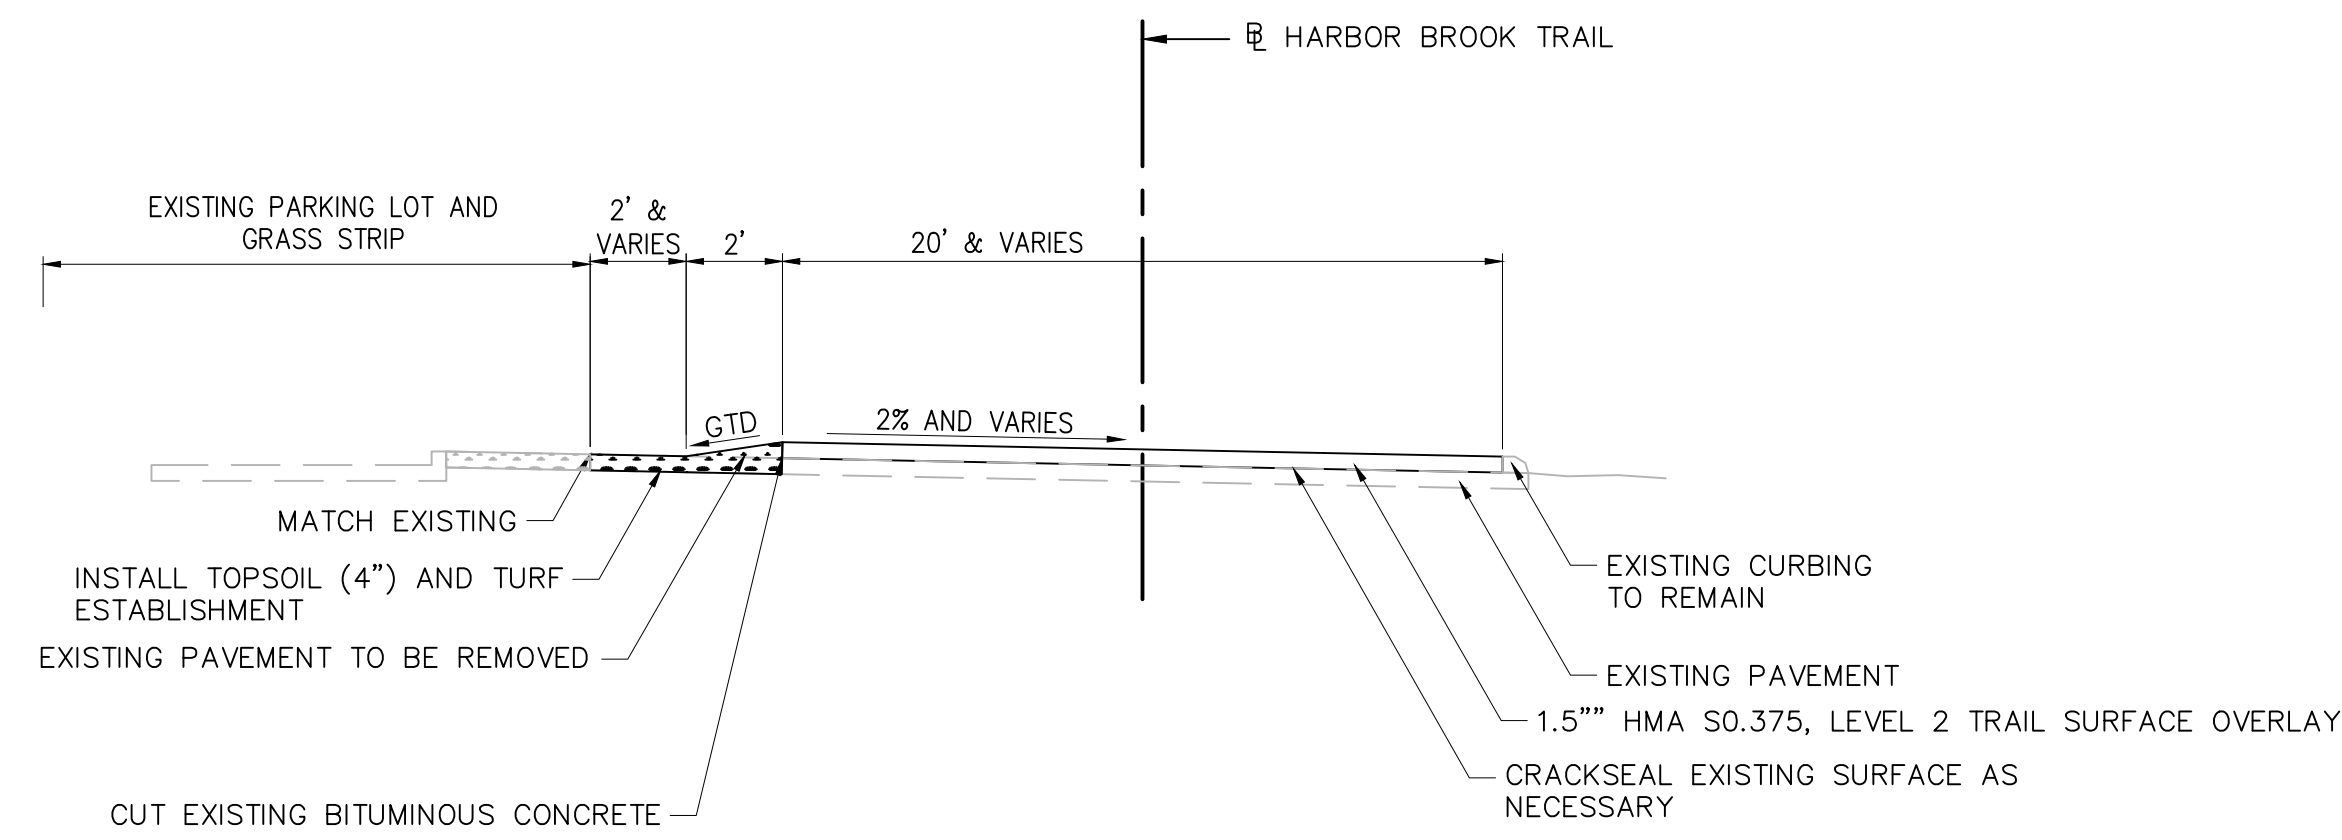 ℄ HARBOR BROOK TRAIL
EXISTING PARKING LOT AND
GRASS STRIP
2' &
VARIES
2'
20' & VARIES
GTD
2% AND VARIES
MATCH EXISTING
INSTALL TOPSOIL (4") AND TURF
ESTABLISHMENT
EXISTING PAVEMENT TO BE REMOVED
CUT EXISTING BITUMINOUS CONCRETE
EXISTING CURBING
TO REMAIN
EXISTING PAVEMENT
1.5"" HMA S0.375, LEVEL 2 TRAIL SURFACE OVERLAY
CRACKSEAL EXISTING SURFACE AS
NECESSARY